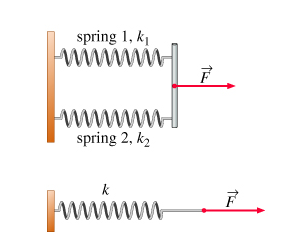 spring 1, k₁
F⃗
spring 2, k₂
k
F⃗